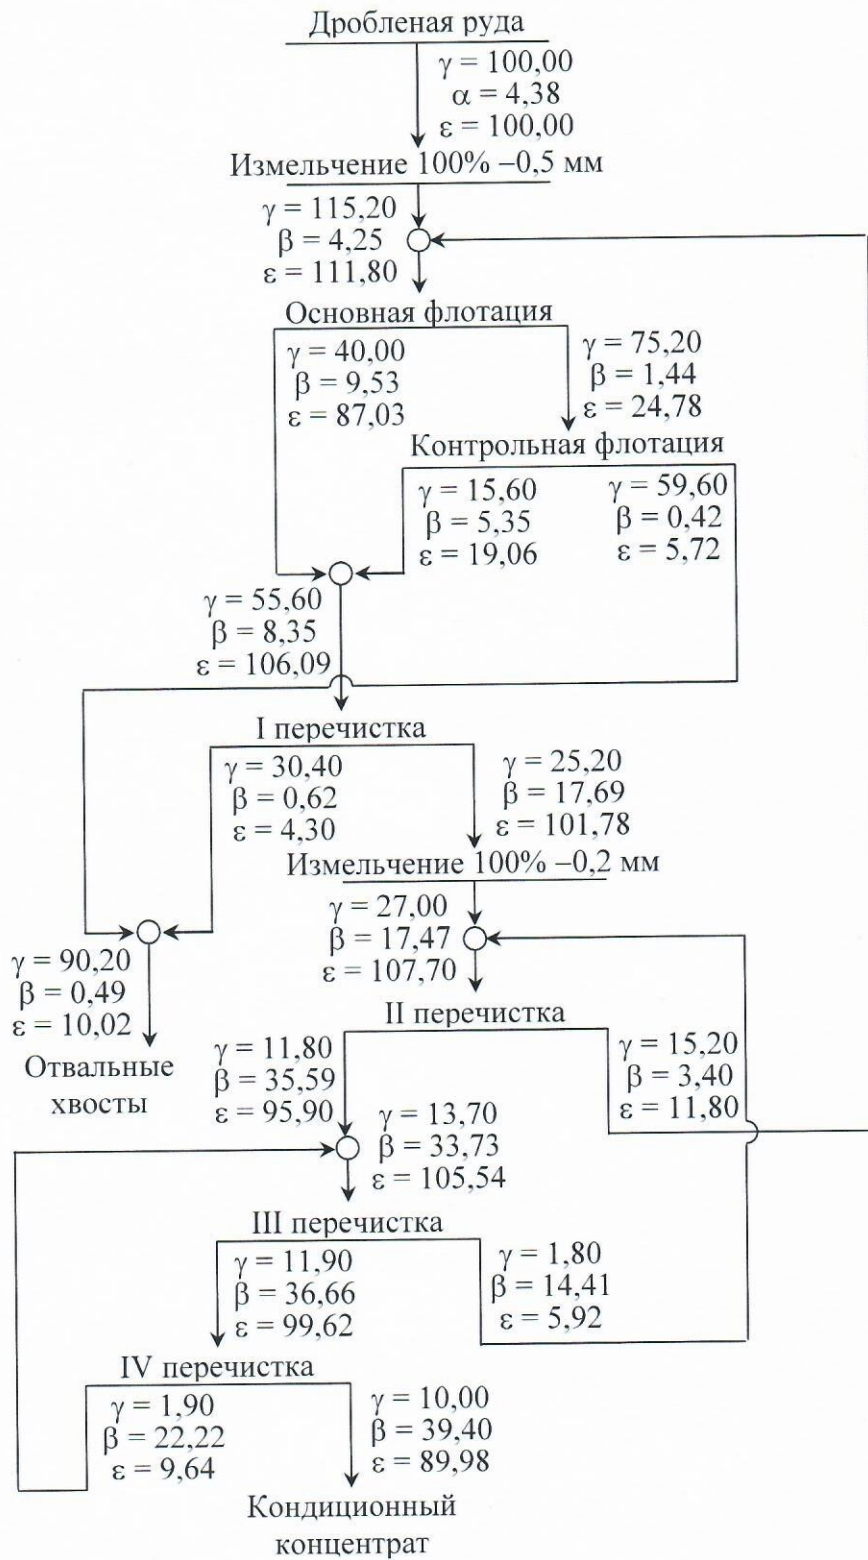 Дробленая руда
γ = 100,00
α = 4,38
ε = 100,00
Измельчение 100% –0,5 мм
γ = 115,20
β = 4,25
ε = 111,80
Основная флотация
γ = 40,00
β = 9,53
ε = 87,03
γ = 75,20
β = 1,44
ε = 24,78
Контрольная флотация
γ = 15,60
β = 5,35
ε = 19,06
γ = 59,60
β = 0,42
ε = 5,72
γ = 55,60
β = 8,35
ε = 106,09
I перечистка
γ = 30,40
β = 0,62
ε = 4,30
γ = 25,20
β = 17,69
ε = 101,78
Измельчение 100% –0,2 мм
γ = 27,00
β = 17,47
ε = 107,70
γ = 90,20
β = 0,49
ε = 10,02
Отвальные
хвосты
II перечистка
γ = 11,80
β = 35,59
ε = 95,90
γ = 15,20
β = 3,40
ε = 11,80
γ = 13,70
β = 33,73
ε = 105,54
III перечистка
γ = 11,90
β = 36,66
ε = 99,62
γ = 1,80
β = 14,41
ε = 5,92
IV перечистка
γ = 1,90
β = 22,22
ε = 9,64
γ = 10,00
β = 39,40
ε = 89,98
Кондиционный
концентрат